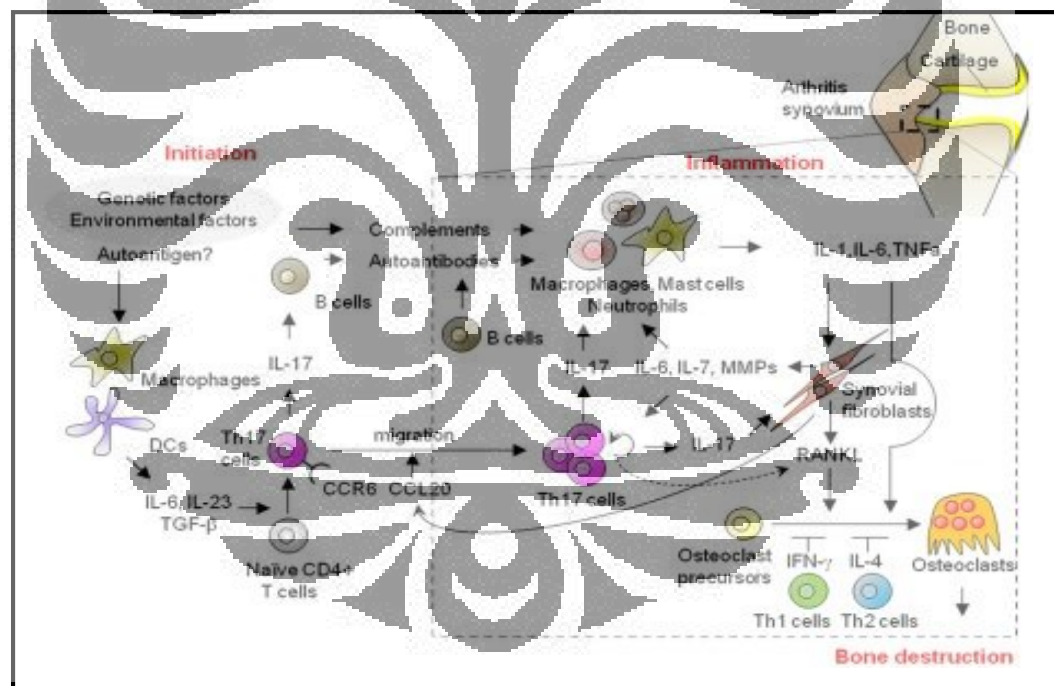 Bone
Cartilage
Arthritis
synovium
Initiation
Inflammation
Genetic factors
Environmental factors
Autoantigen?
Complements
Autoantibodies
B cells
B cells
Macrophages, Mast cells
Neutrophils
IL-1, IL-6, TNFα
Macrophages
IL-17
IL-17
IL-6, IL-7, MMPs
Synovial
fibroblasts
DCs
Th17
cells
migration
IL-17
RANKL
CCR6
CCL20
Th17 cells
IL-6, IL-23
TGF-β
Naïve CD4+
T cells
Osteoclast
precursors
IFN-γ
IL-4
Osteoclasts
Th1 cells
Th2 cells
Bone destruction